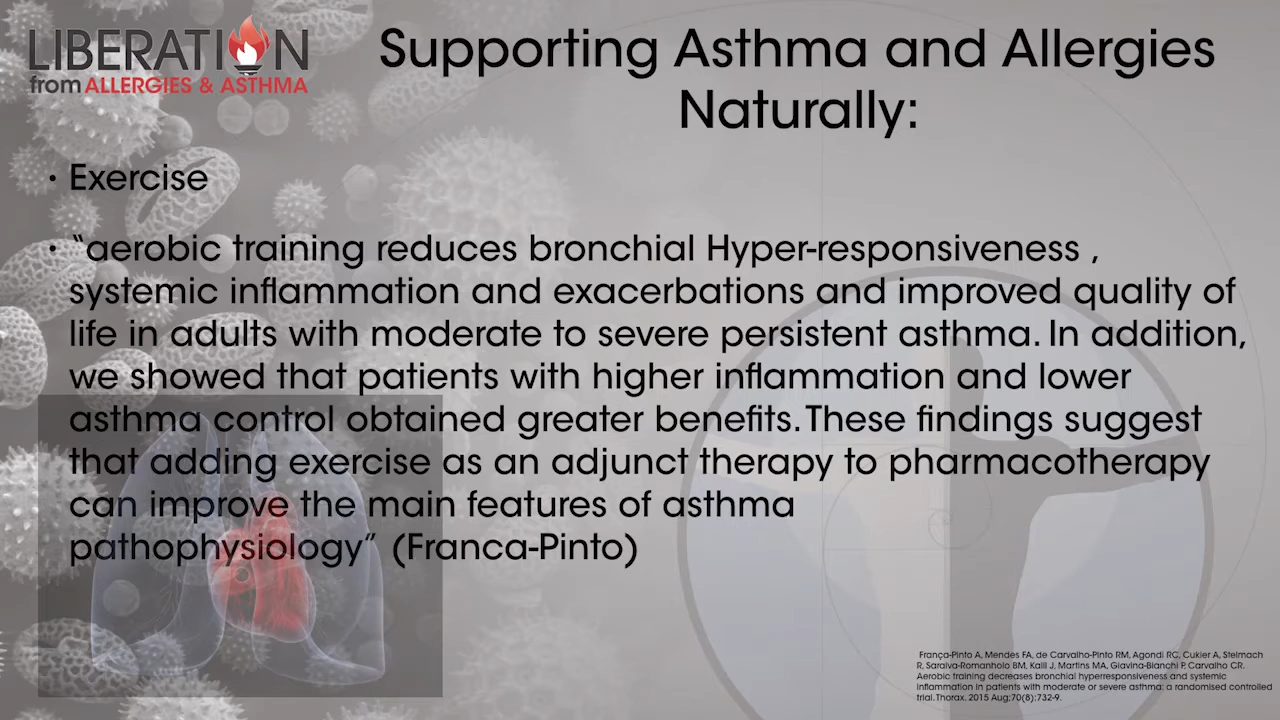 LIBERATION
from ALLERGIES & ASTHMA
Supporting Asthma and Allergies
Naturally:
• Exercise
• “aerobic training reduces bronchial Hyper-responsiveness ,
systemic inflammation and exacerbations and improved quality of
life in adults with moderate to severe persistent asthma. In addition,
we showed that patients with higher inflammation and lower
asthma control obtained greater benefits. These findings suggest
that adding exercise as an adjunct therapy to pharmacotherapy
can improve the main features of asthma
pathophysiology” (Franca-Pinto)
França-Pinto A, Mendes FA, de Carvalho-Pinto RM, Agondi RC, Cukier A, Stelmach
R, Saraiva-Romanholo BM, Kalil J, Martins MA, Giavina-Bianchi P, Carvalho CR.
Aerobic training decreases bronchial hyperresponsiveness and systemic
inflammation in patients with moderate or severe asthma: a randomised controlled
trial. Thorax. 2015 Aug;70(8):732-9.